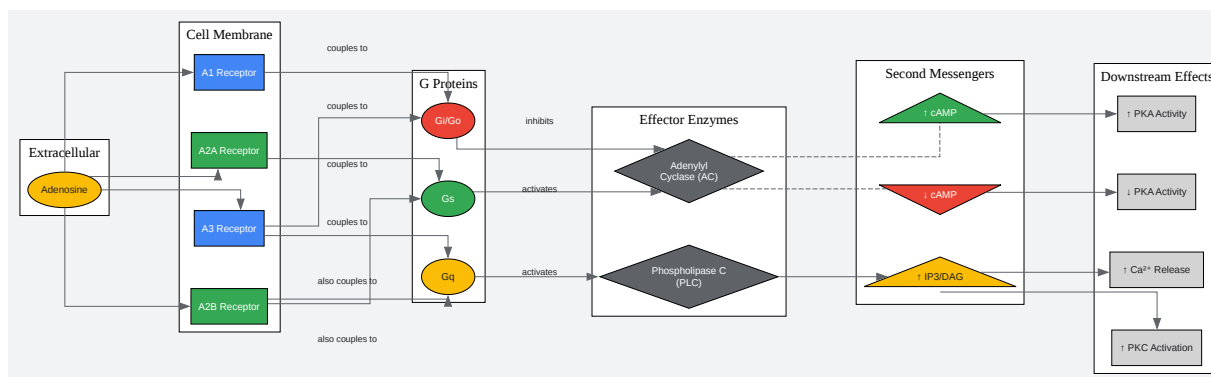 Extracellular
Adenosine
Cell Membrane
A1 Receptor
A2A Receptor
A3 Receptor
A2B Receptor
couples to
couples to
couples to
couples to
also couples to
also couples to
G Proteins
Gi/Go
Gs
Gq
inhibits
activates
activates
Effector Enzymes
Adenylyl
Cyclase (AC)
Phospholipase C
(PLC)
Second Messengers
↑ cAMP
↓ cAMP
↑ IP3/DAG
Downstream Effects
↑ PKA Activity
↓ PKA Activity
↑ Ca²⁺ Release
↑ PKC Activation